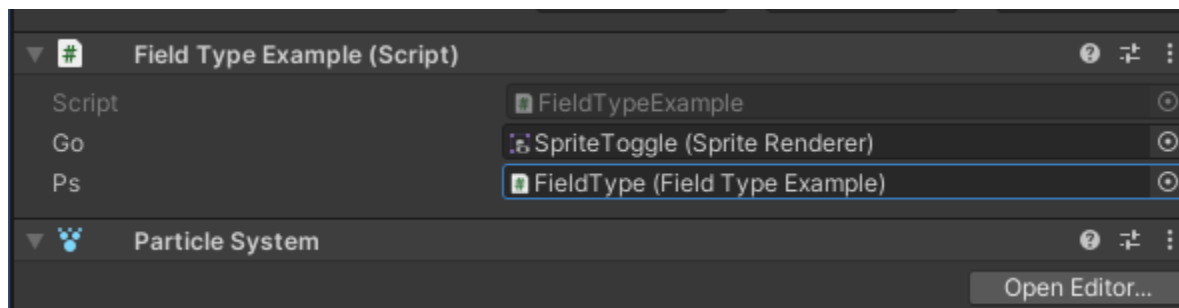 Field Type Example (Script)
Script FieldTypeExample
Go SpriteToggle (Sprite Renderer)
Ps FieldType (Field Type Example)
Particle System
Open Editor...